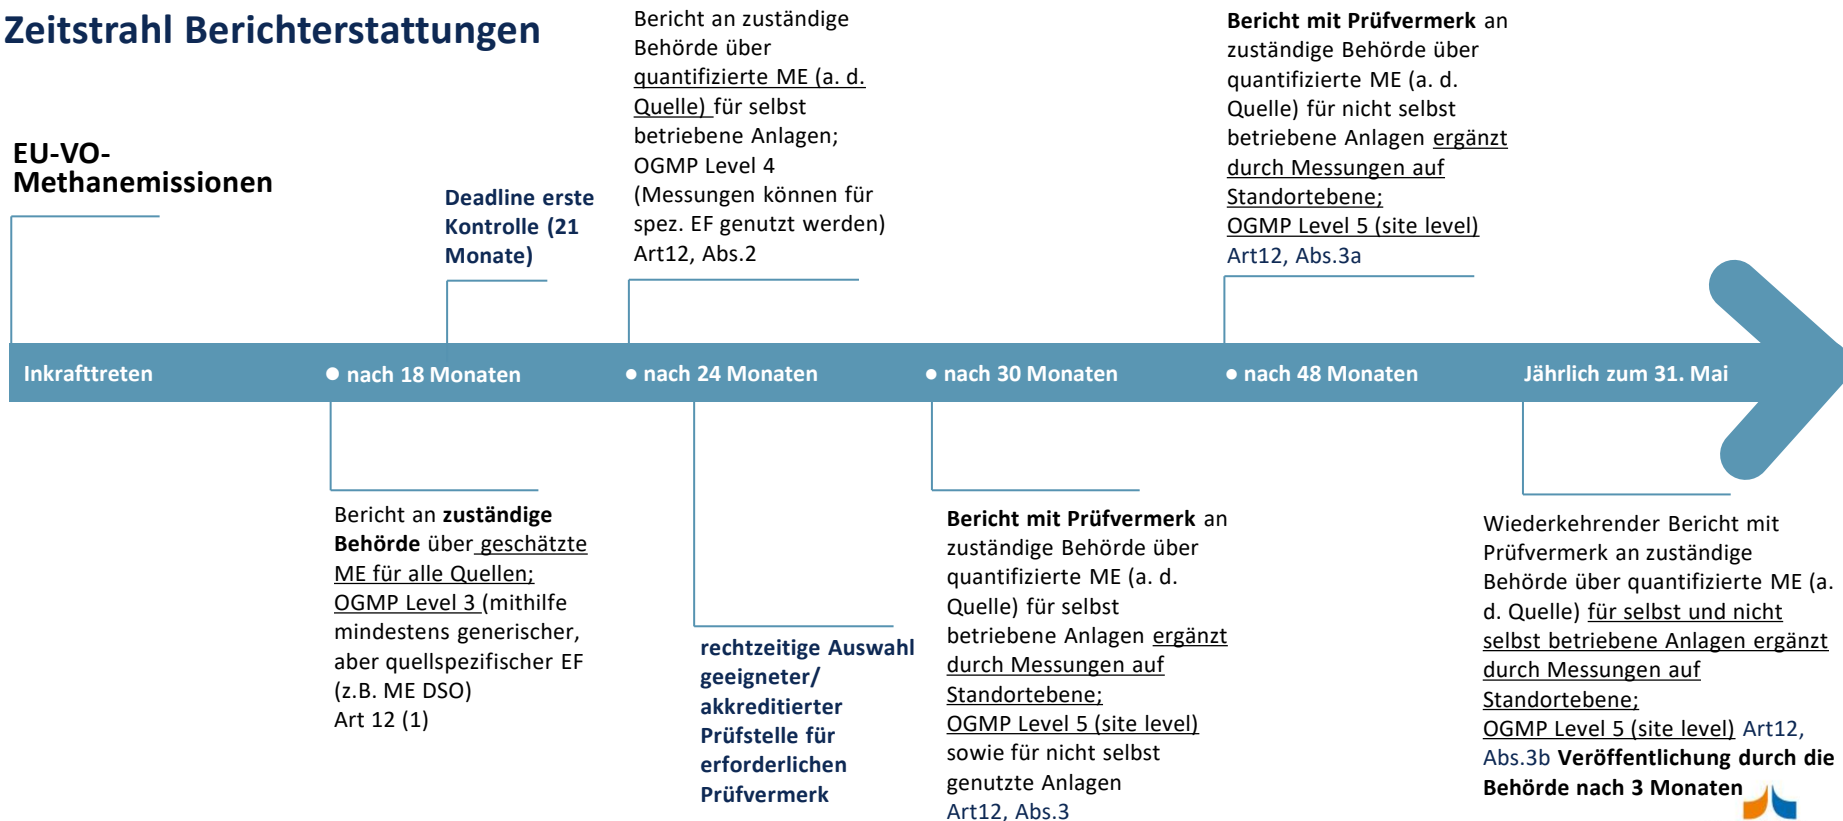 Zeitstrahl Berichterstattungen
EU-VO-
Methanemissionen
Deadline erste
Kontrolle (21
Monate)
Bericht an zuständige
Behörde über
quantifizierte ME (a. d.
Quelle) für selbst
betriebene Anlagen;
OGMP Level 4
(Messungen können für
spez. EF genutzt werden)
Art12, Abs.2
Bericht mit Prüfvermerk an
zuständige Behörde über
quantifizierte ME (a. d.
Quelle) für nicht selbst
betriebene Anlagen ergänzt
durch Messungen auf
Standortebene;
OGMP Level 5 (site level)
Art12, Abs.3a
Inkrafttreten
● nach 18 Monaten
● nach 24 Monaten
● nach 30 Monaten
● nach 48 Monaten
Jährlich zum 31. Mai
Bericht an zuständige
Behörde über geschätzte
ME für alle Quellen;
OGMP Level 3 (mithilfe
mindestens generischer,
aber quellspezifischer EF
(z.B. ME DSO)
Art 12 (1)
rechtzeitige Auswahl
geeigneter/
akkreditierter
Prüfstelle für
erforderlichen
Prüfvermerk
Bericht mit Prüfvermerk an
zuständige Behörde über
quantifizierte ME (a. d.
Quelle) für selbst
betriebene Anlagen ergänzt
durch Messungen auf
Standortebene;
OGMP Level 5 (site level)
sowie für nicht selbst
genutzte Anlagen
Art12, Abs.3
Wiederkehrender Bericht mit
Prüfvermerk an zuständige
Behörde über quantifizierte ME (a.
d. Quelle) für selbst und nicht
selbst betriebene Anlagen ergänzt
durch Messungen auf
Standortebene;
OGMP Level 5 (site level) Art12,
Abs.3b Veröffentlichung durch die
Behörde nach 3 Monaten